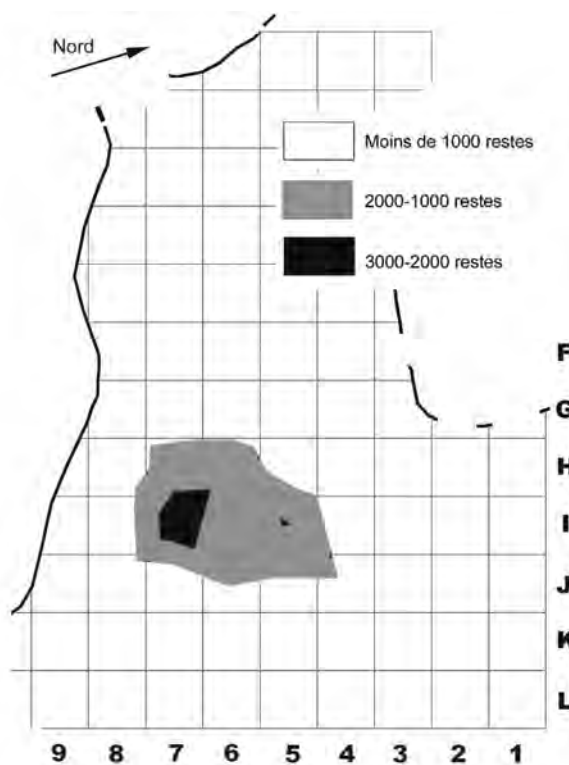 Nord
Moins de 1000 restes
2000-1000 restes
3000-2000 restes
F
G
H
I
J
K
L
9 8 7 6 5 4 3 2 1